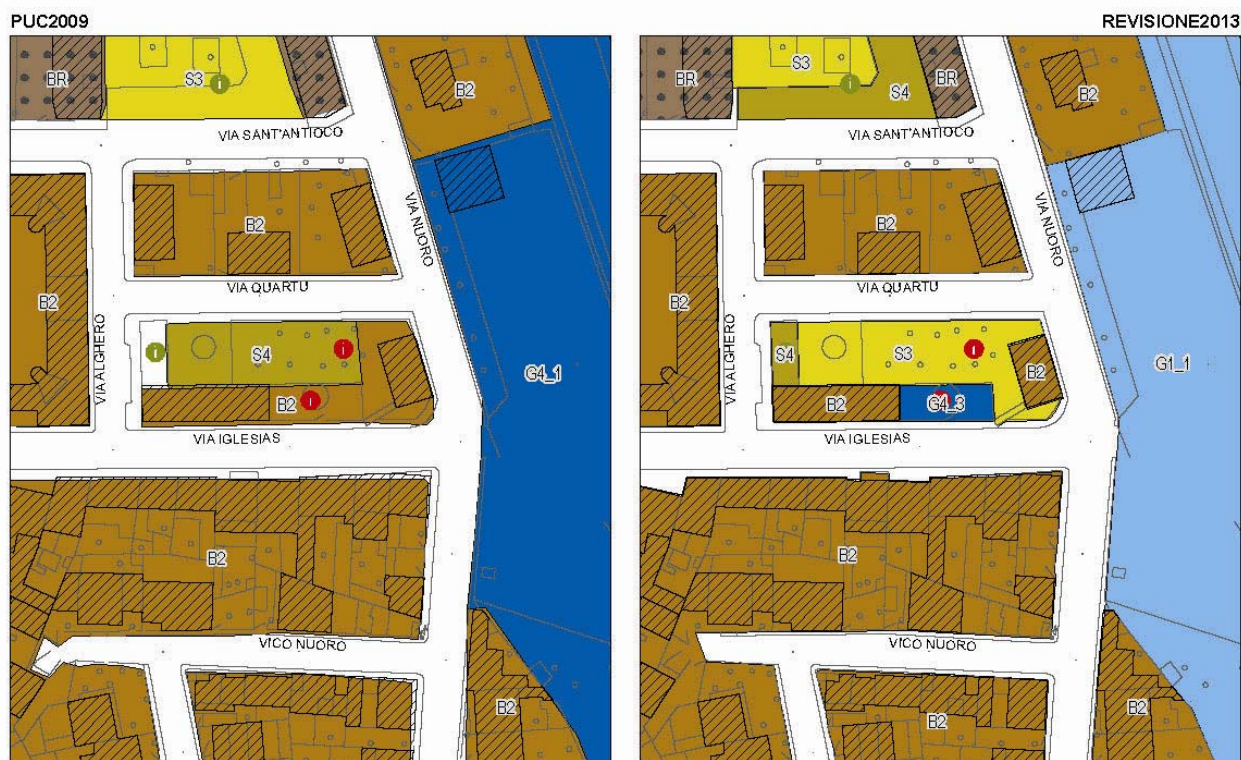 PUC2009
REVISIONE2013
BR
S3
i
B2
VIA SANT'ANTIOCO
B2
VIA NUORO
B2
VIA QUARTU
VIA ALGHERO
i
S4
i
G4_1
B2
i
VIA IGLESIAS
B2
VICO NUORO
B2
B2
BR
S3
i
S4
BR
B2
VIA SANT'ANTIOCO
B2
VIA NUORO
B2
VIA QUARTU
VIA ALGHERO
S4
S3
i
B2
G1_1
B2
G4_3
VIA IGLESIAS
B2
VICO NUORO
B2
B2